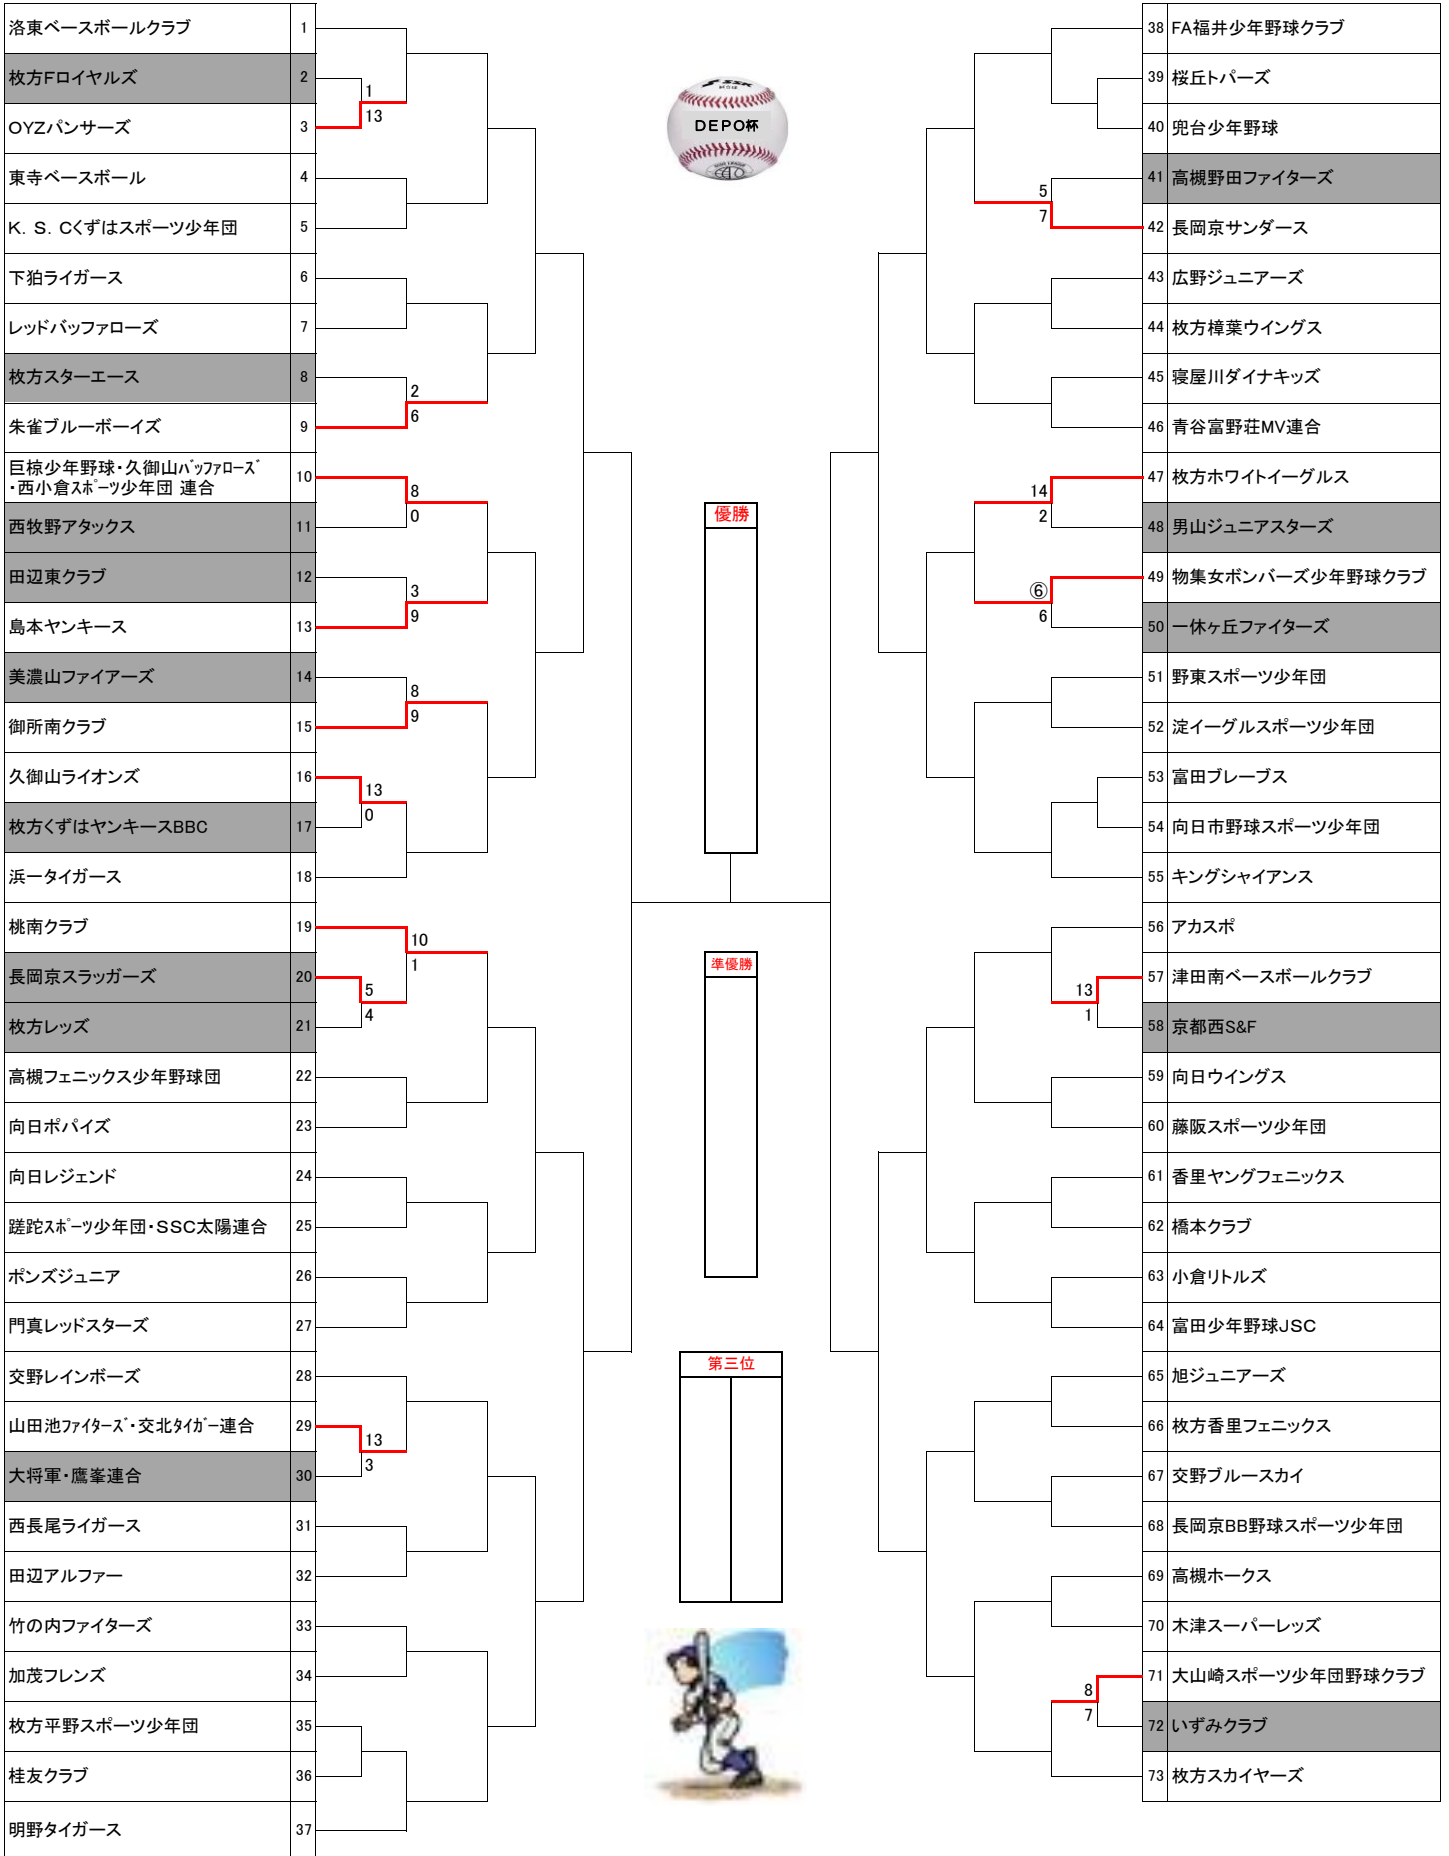 洛東ベースボールクラブ 1
枚方Fロイヤルズ 2
1
13
OYZパンサーズ 3
東寺ベースボール 4
K．S．Cくずはスポーツ少年団 5
下狛ライガース 6
レッドバッファローズ 7
枚方スターエース 8
2
6
朱雀ブルーボーイズ 9
巨椋少年野球・久御山ﾊﾞｯﾌｧﾛｰｽﾞ
・西小倉ｽﾎﾟｰﾂ少年団 連合 10
8
0
西牧野アタックス 11
田辺東クラブ 12
3
9
島本ヤンキース 13
美濃山ファイアーズ 14
8
9
御所南クラブ 15
久御山ライオンズ 16
13
0
枚方くずはヤンキースBBC 17
浜一タイガース 18
桃南クラブ 19
10
1
長岡京スラッガーズ 20
5
4
枚方レッズ 21
高槻フェニックス少年野球団 22
向日ポパイズ 23
向日レジェンド 24
蹉跎ｽﾎﾟｰﾂ少年団・SSC太陽連合 25
ポンズジュニア 26
門真レッドスターズ 27
交野レインボーズ 28
山田池ﾌｧｲﾀｰｽﾞ・交北ﾀｲｶﾞｰ連合 29
13
3
大将軍・鷹峯連合 30
西長尾ライガース 31
田辺アルファー 32
竹の内ファイターズ 33
加茂フレンズ 34
枚方平野スポーツ少年団 35
桂友クラブ 36
明野タイガース 37
SSK
DEPO杯
優勝
準優勝
第三位
38 FA福井少年野球クラブ
39 桜丘トパーズ
40 兜台少年野球
41 高槻野田ファイターズ
5
7
42 長岡京サンダース
43 広野ジュニアーズ
44 枚方樟葉ウイングス
45 寝屋川ダイナキッズ
46 青谷富野荘MV連合
47 枚方ホワイトイーグルス
14
2
48 男山ジュニアスターズ
49 物集女ボンバーズ少年野球クラブ
⑥
6
50 一休ヶ丘ファイターズ
51 野東スポーツ少年団
52 淀イーグルスポーツ少年団
53 富田ブレーブス
54 向日市野球スポーツ少年団
55 キングシャイアンス
56 アカスポ
57 津田南ベースボールクラブ
13
1
58 京都西S&F
59 向日ウイングス
60 藤阪スポーツ少年団
61 香里ヤングフェニックス
62 橋本クラブ
63 小倉リトルズ
64 富田少年野球JSC
65 旭ジュニアーズ
66 枚方香里フェニックス
67 交野ブルースカイ
68 長岡京BB野球スポーツ少年団
69 高槻ホークス
70 木津スーパーレッズ
71 大山崎スポーツ少年団野球クラブ
8
7
72 いずみクラブ
73 枚方スカイヤーズ